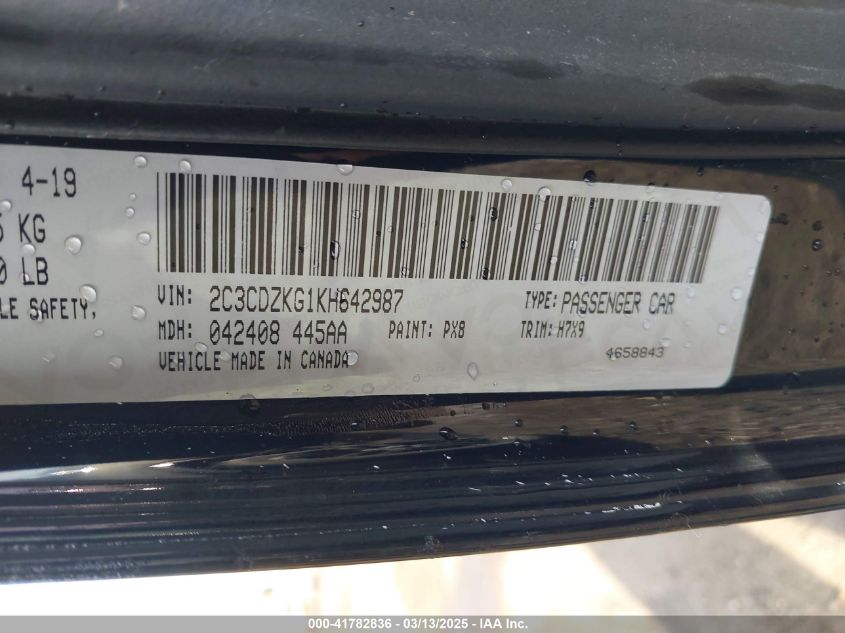 4-19
KG
LB
LE SAFETY,
VIN: 2C3CDZKG1KH642987 TYPE: PASSENGER CAR
MDH: 042408 445AA PAINT: PX8 TRIM: H7X9
VEHICLE MADE IN CANADA 4658843
000-41782836 - 03/13/2025 - IAA Inc.